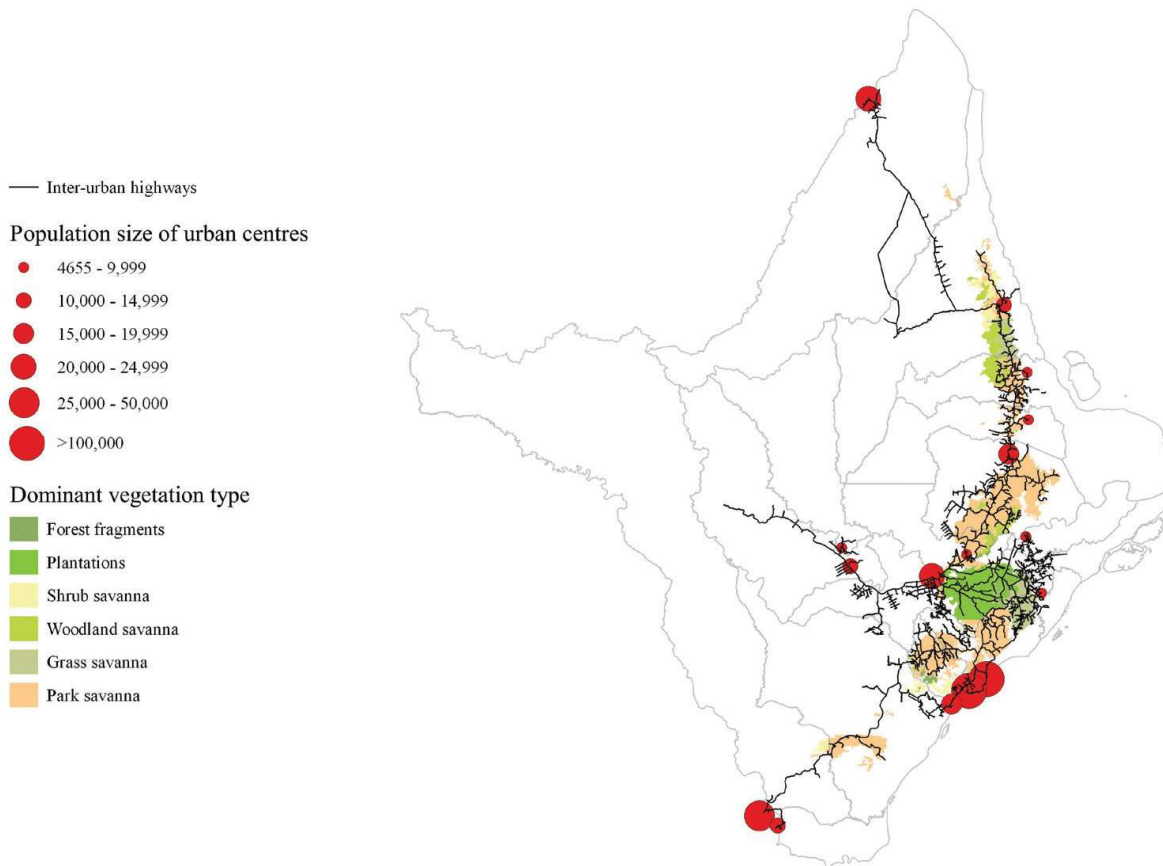 Inter-urban highways
Population size of urban centres
4655 - 9,999
10,000 - 14,999
15,000 - 19,999
20,000 - 24,999
25,000 - 50,000
>100,000
Dominant vegetation type
Forest fragments
Plantations
Shrub savanna
Woodland savanna
Grass savanna
Park savanna